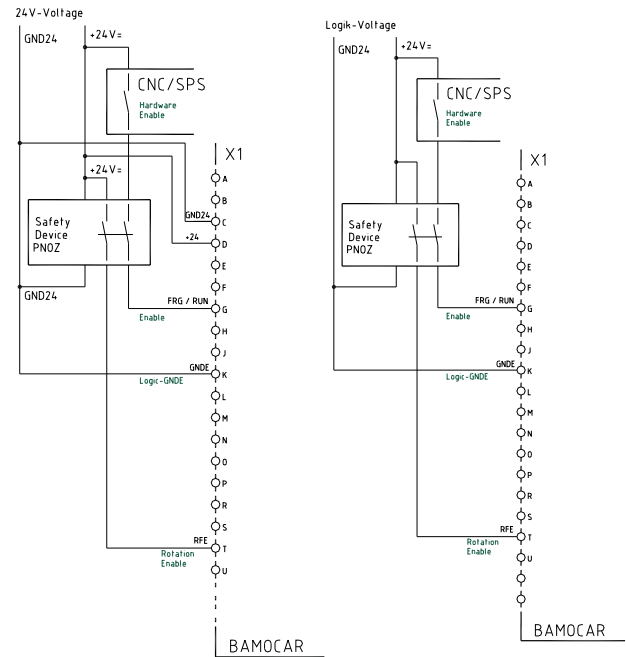 24V-Voltage
GND24
+24V=
CNC/SPS
Hardware
Enable
X1
+24V=
A
B
Safety
Device
PNOZ
GND24
C
+24
D
E
F
GND24
FRG / RUN
G
Enable
H
J
GNDE
K
Logic-GNDE
L
M
N
O
P
R
S
RFE
T
Rotation
Enable
U
BAMOCAR
Logik-Voltage
GND24
+24V=
CNC/SPS
Hardware
Enable
X1
A
B
Safety
Device
PNOZ
C
D
E
F
FRG / RUN
G
Enable
H
J
GNDE
K
Logic-GNDE
L
M
N
O
P
R
S
RFE
T
Rotation
Enable
U
BAMOCAR